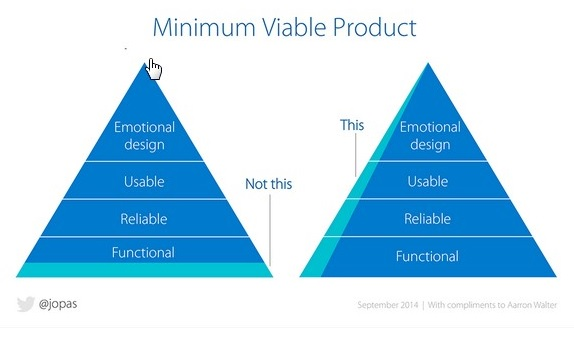 Minimum Viable Product
Emotional
design
Usable
Reliable
Functional
Not this
This
Emotional
design
Usable
Reliable
Functional
@jopas
September 2014 | With compliments to Aarron Walter